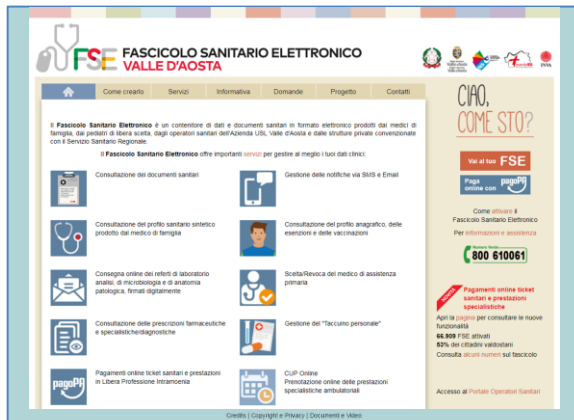 FSE FASCICOLO SANITARIO ELETTRONICO
VALLE D'AOSTA
Come crearlo Servizi Informativa Domande Progetto Contatti
Il Fascicolo Sanitario Elettronico è un contenitore di dati e documenti sanitari in formato elettronico prodotti dai medici di
famiglia, dai pediatri di libera scelta, dagli operatori sanitari dell'Azienda USL Valle d'Aosta e dalle strutture private convenzionate
con il Servizio Sanitario Regionale.
Il Fascicolo Sanitario Elettronico offre importanti servizi per gestire al meglio i tuoi dati clinici:
Consultazione dei documenti sanitari
Gestione delle notifiche via SMS e Email
Consultazione del profilo sanitario sintetico
prodotto dal medico di famiglia
Consultazione del profilo anagrafico, delle
esenzioni e delle vaccinazioni
Consegna online dei referti di laboratorio
analisi, di microbiologia e di anatomia
patologica, firmati digitalmente
Scelta/Revoca del medico di assistenza
primaria
Consultazione delle prescrizioni farmaceutiche
e specialistiche/diagnostiche
Gestione del "Taccuino personale"
pagoPA
Pagamenti online ticket sanitari e prestazioni
in Libera Professione Intramoenia
CUP Online
Prenotazione online delle prestazioni
specialistiche ambulatoriali
CIAO,
COME STO?
Vai al tuo FSE
Paga
online con pagoPA
Come attivare il
Fascicolo Sanitario Elettronico
Per informazioni e assistenza
Numero Verde
800 610061
NOVITÀ
Pagamenti online ticket
sanitari e prestazioni
specialistiche
Apri la pagina per consultare le nuove
funzionalità
66.909 FSE attivati
52% dei cittadini valdostani
Consulta alcuni numeri sul fascicolo
Accesso al Portale Operatori Sanitari
Credits | Copyright e Privacy | Documenti e Video